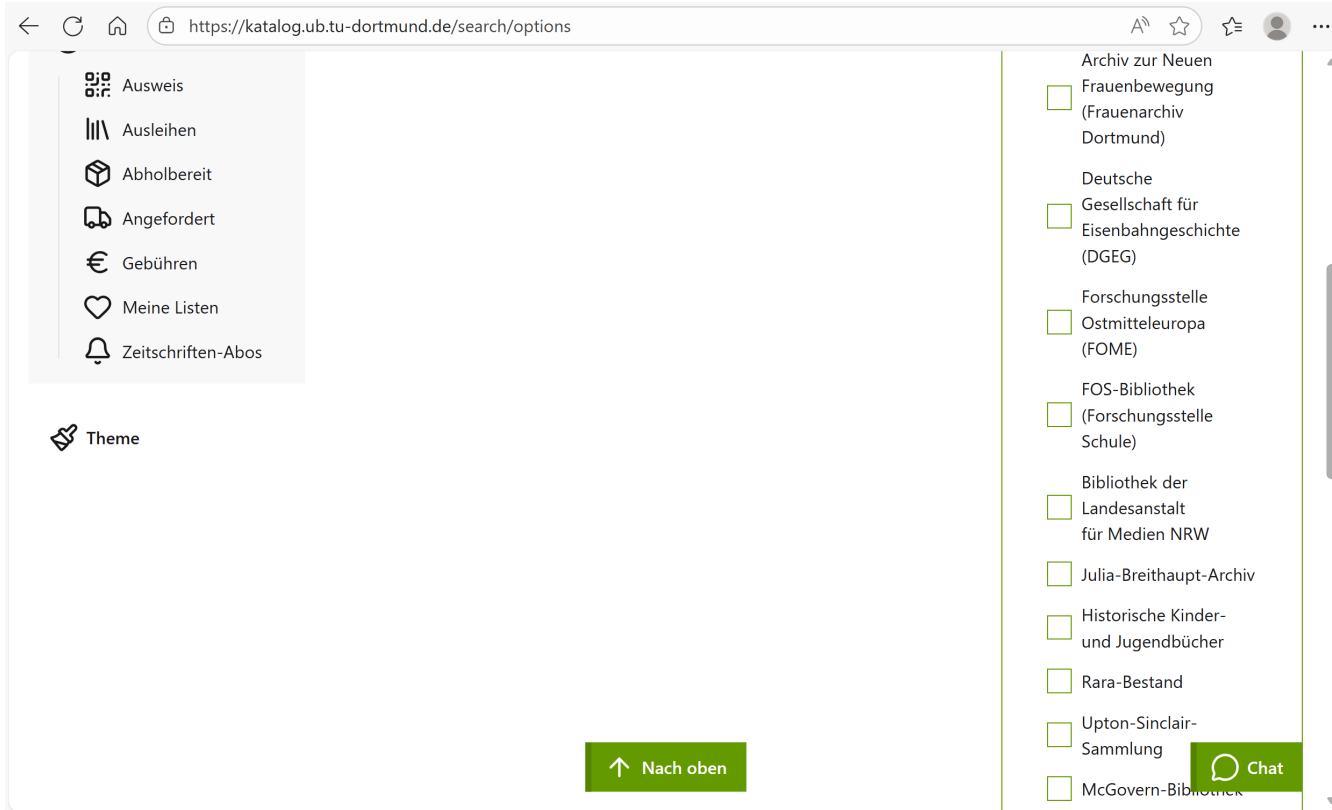 https://katalog.ub.tu-dortmund.de/search/options
Ausweis
Ausleihen
Abholbereit
Angefordert
Gebühren
Meine Listen
Zeitschriften-Abos
Theme
Archiv zur Neuen
Frauenbewegung
(Frauenarchiv
Dortmund)
Deutsche
Gesellschaft für
Eisenbahngeschichte
(DGEG)
Forschungsstelle
Ostmitteleuropa
(FOME)
FOS-Bibliothek
(Forschungsstelle
Schule)
Bibliothek der
Landesanstalt
für Medien NRW
Julia-Breithaupt-Archiv
Historische Kinder-
und Jugendbücher
Rara-Bestand
Upton-Sinclair-
Sammlung
McGovern-Bibliothek
Nach oben
Chat